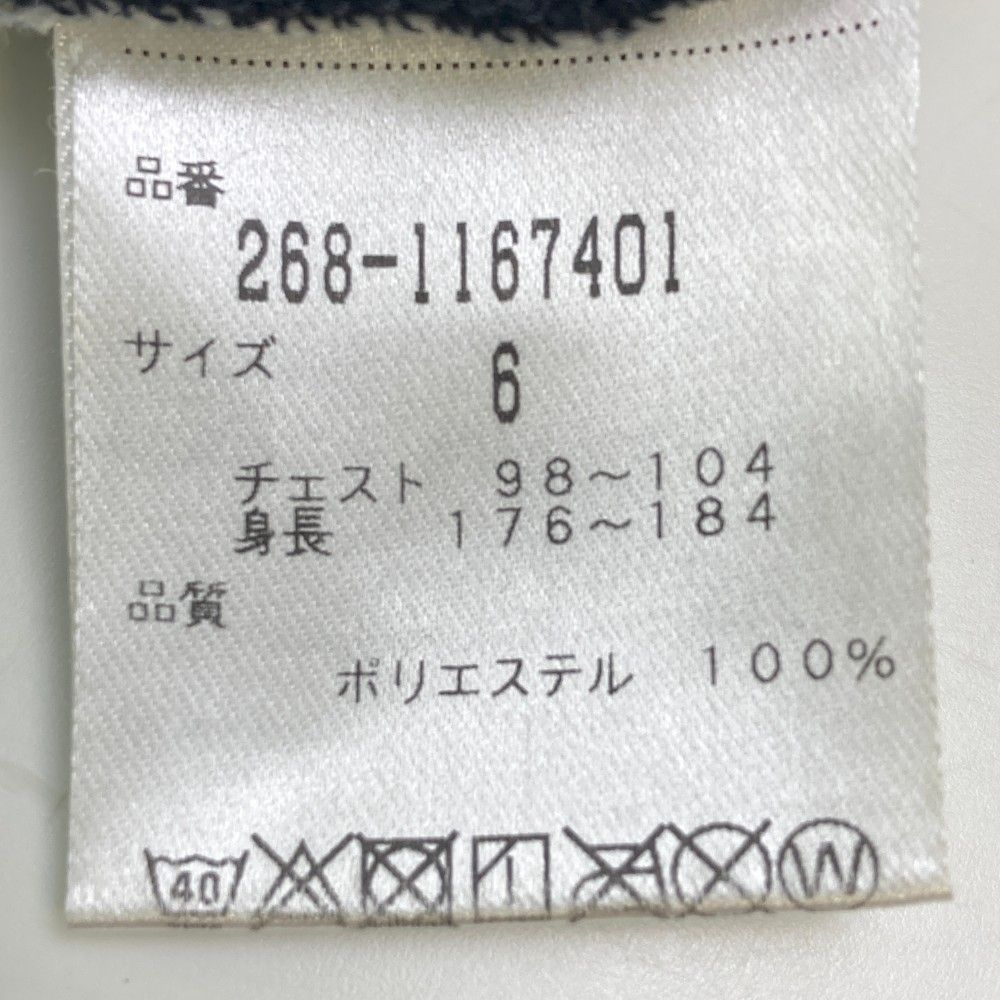 品番
268-1167401
サイズ 6
チェスト 98～104
身長 176～184
品質
ポリエステル 100%
40 W